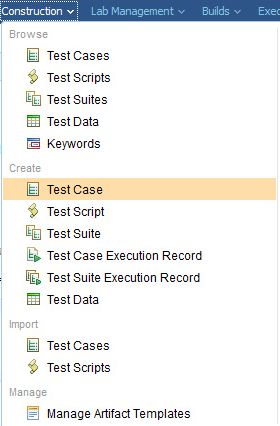 Construction Lab Management Builds Exec
Browse
Test Cases
Test Scripts
Test Suites
Test Data
Keywords
Create
Test Case
Test Script
Test Suite
Test Case Execution Record
Test Suite Execution Record
Test Data
Import
Test Cases
Test Scripts
Manage
Manage Artifact Templates